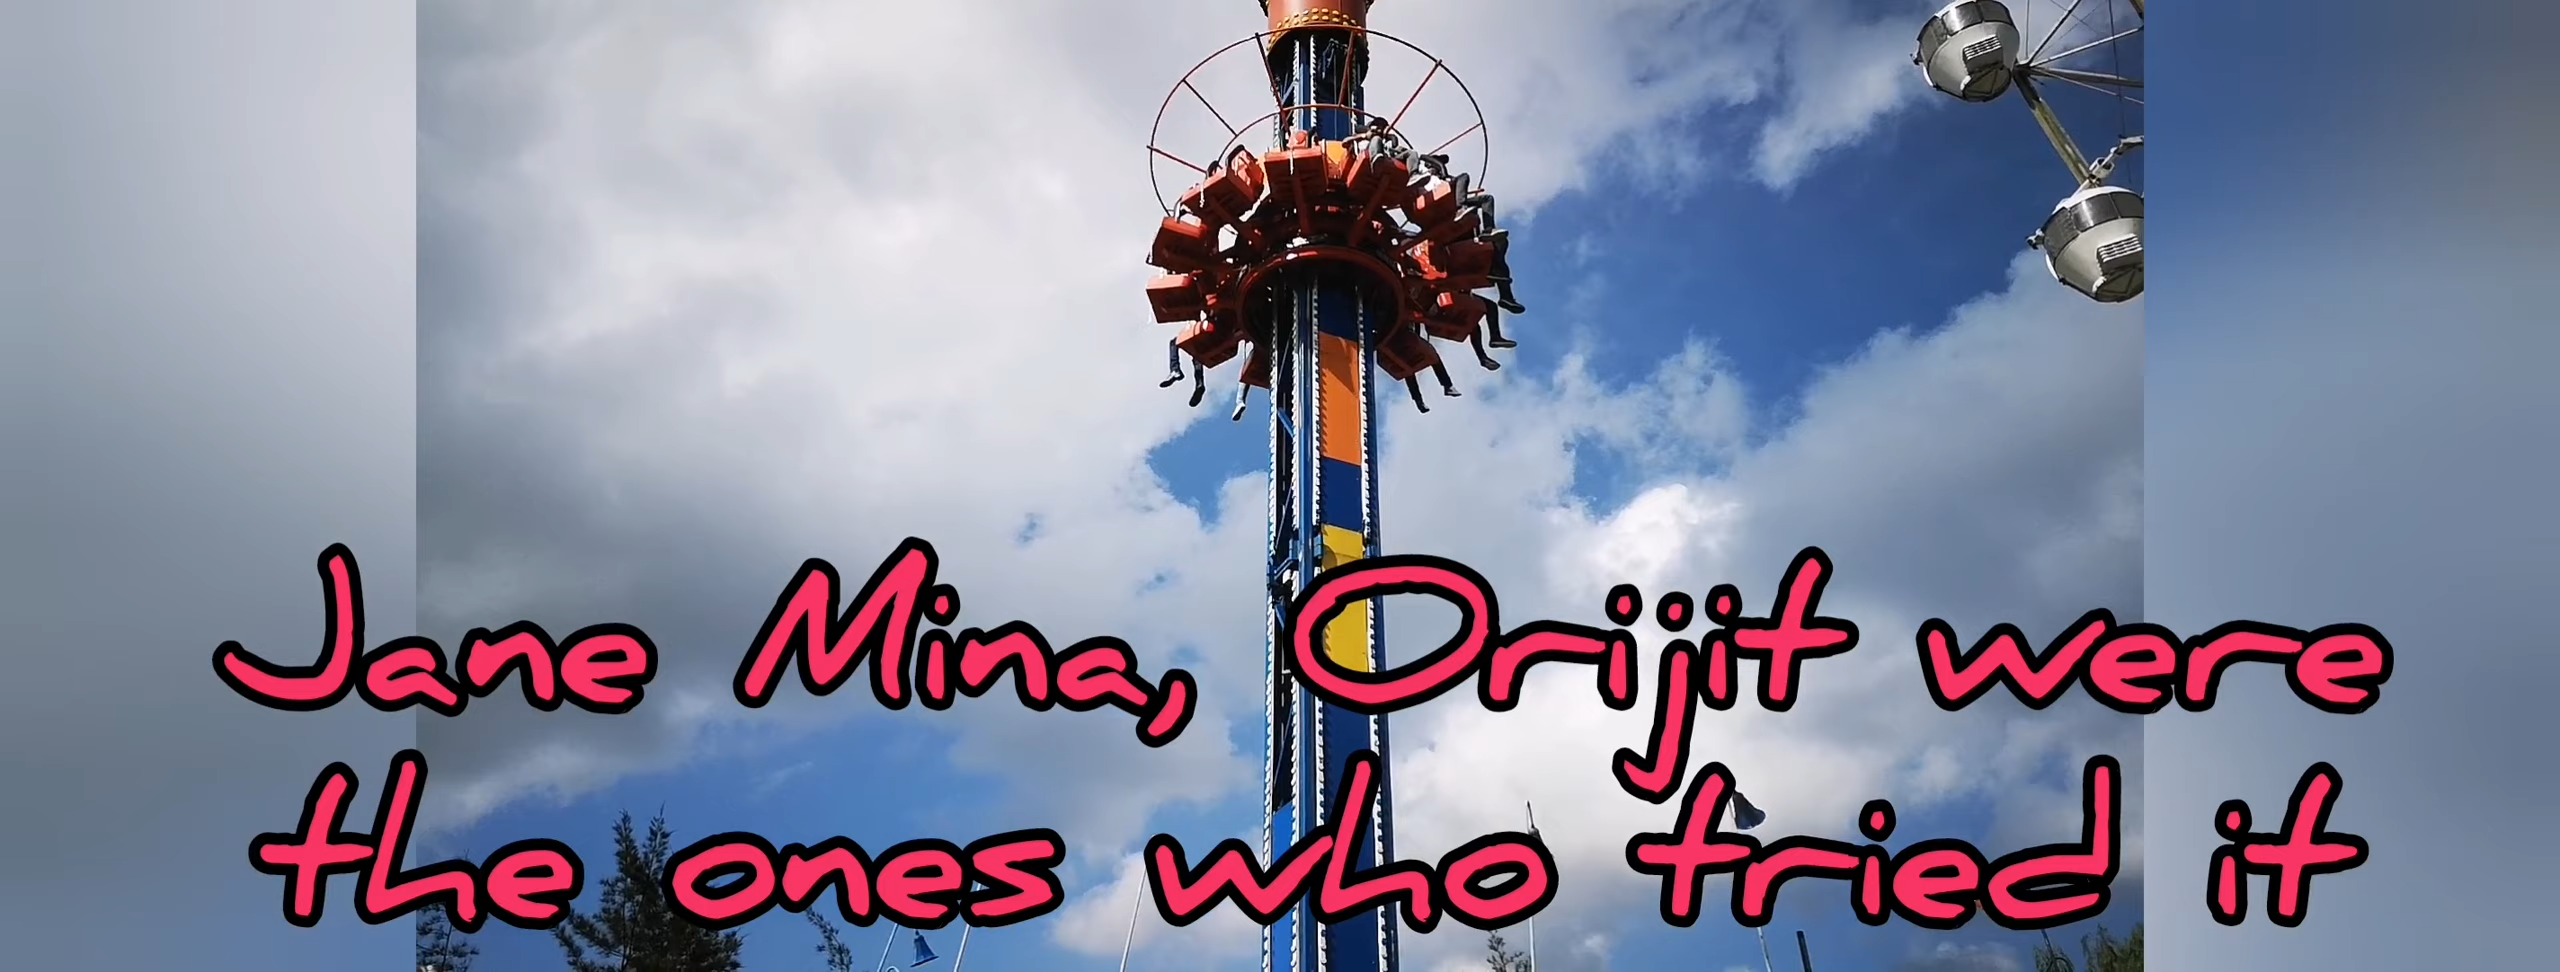 Jane Mina, Orijit were
the ones who tried it